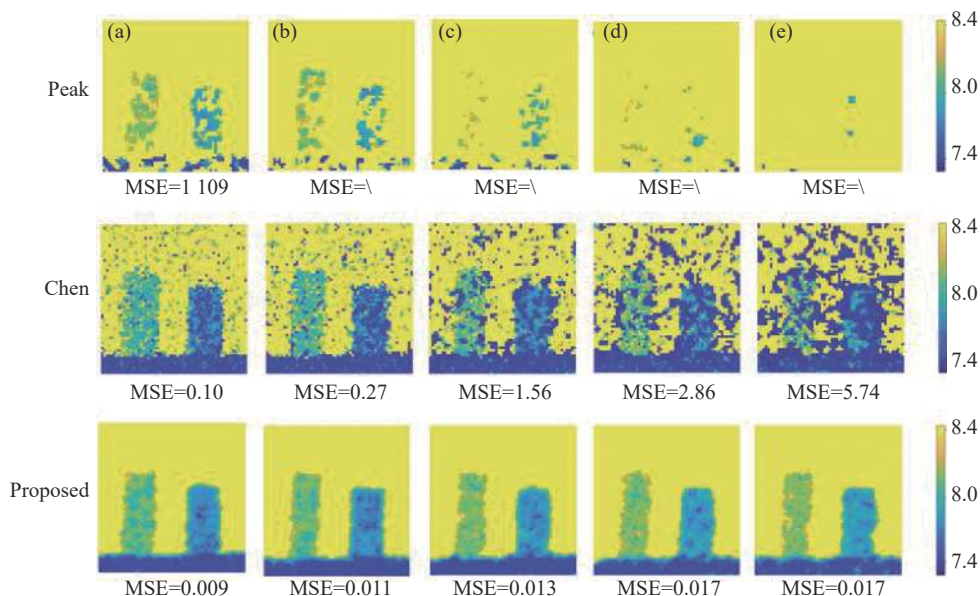 (a) (b) (c) (d) (e) 8.4
Peak 8.0
7.4
MSE=1 109 MSE=\ MSE=\ MSE=\ MSE=\
8.4
Chen 8.0
7.4
MSE=0.10 MSE=0.27 MSE=1.56 MSE=2.86 MSE=5.74
8.4
Proposed 8.0
7.4
MSE=0.009 MSE=0.011 MSE=0.013 MSE=0.017 MSE=0.017